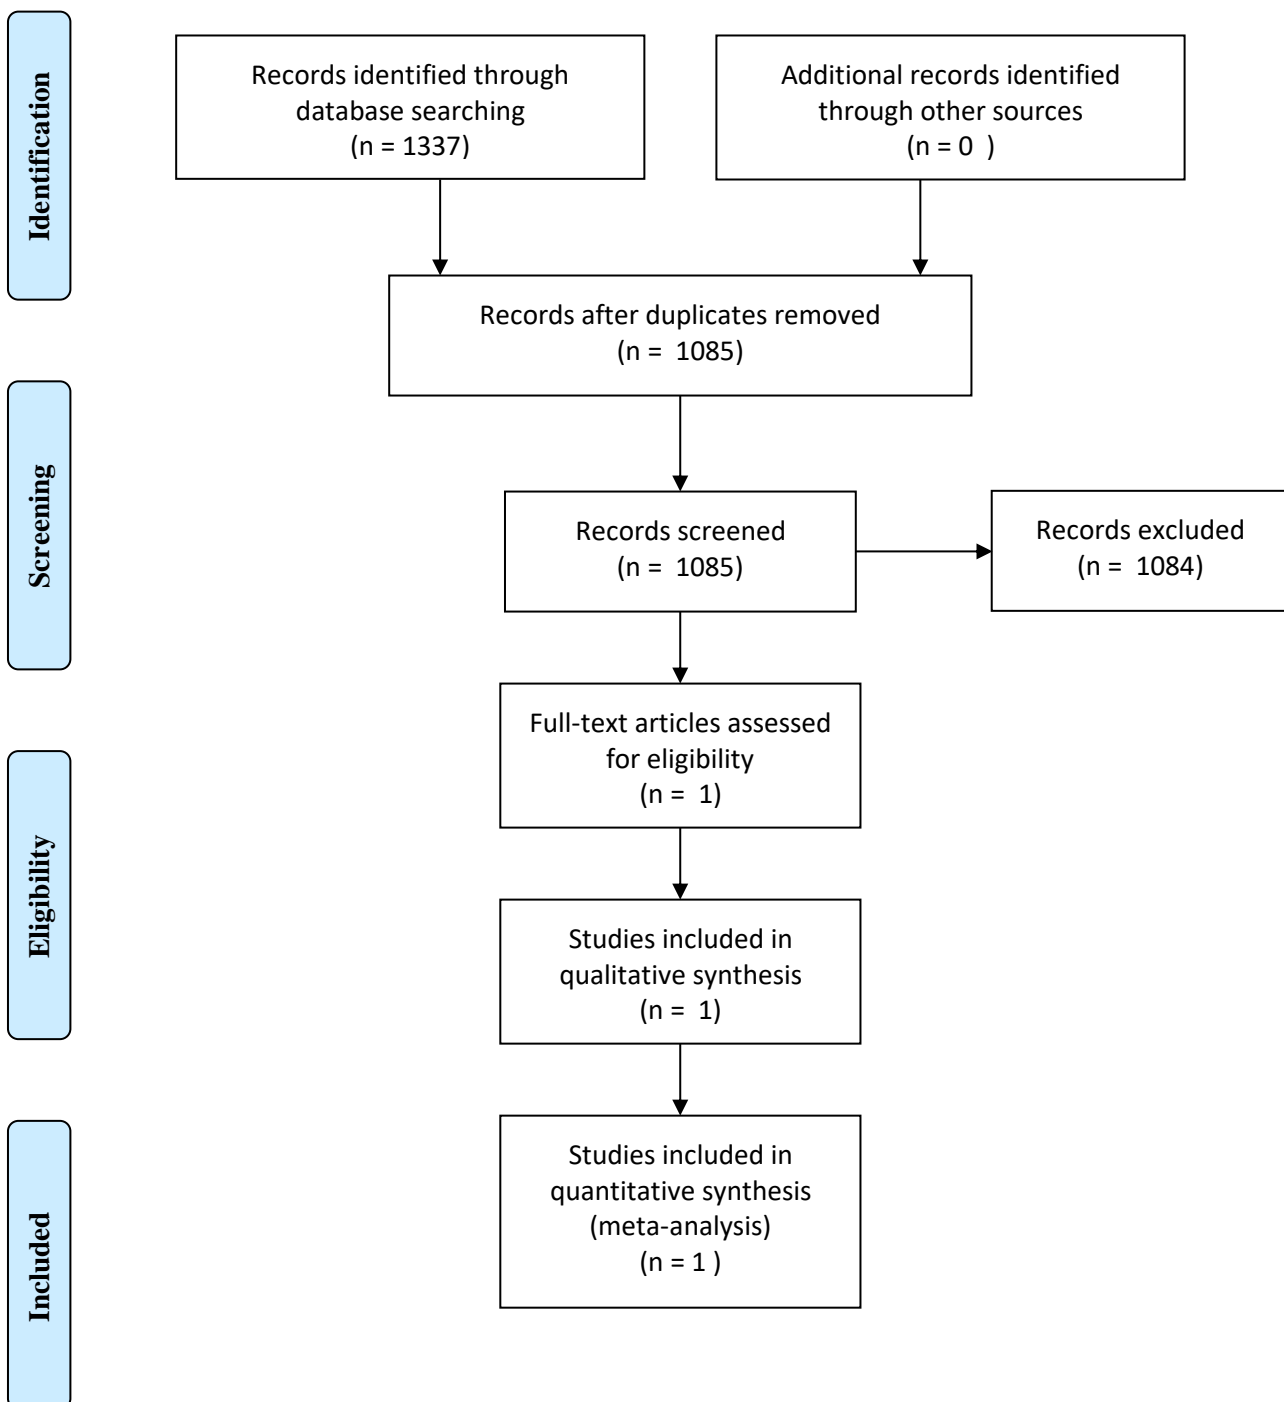 Identification
Records identified through
database searching
(n = 1337)
Additional records identified
through other sources
(n = 0  )
Records after duplicates removed
(n =  1085)
Screening
Records screened
(n =  1085)
Records excluded
(n =  1084)
Full-text articles assessed
for eligibility
(n =  1)
Eligibility
Studies included in
qualitative synthesis
(n =  1)
Included
Studies included in
quantitative synthesis
(meta-analysis)
(n = 1 )